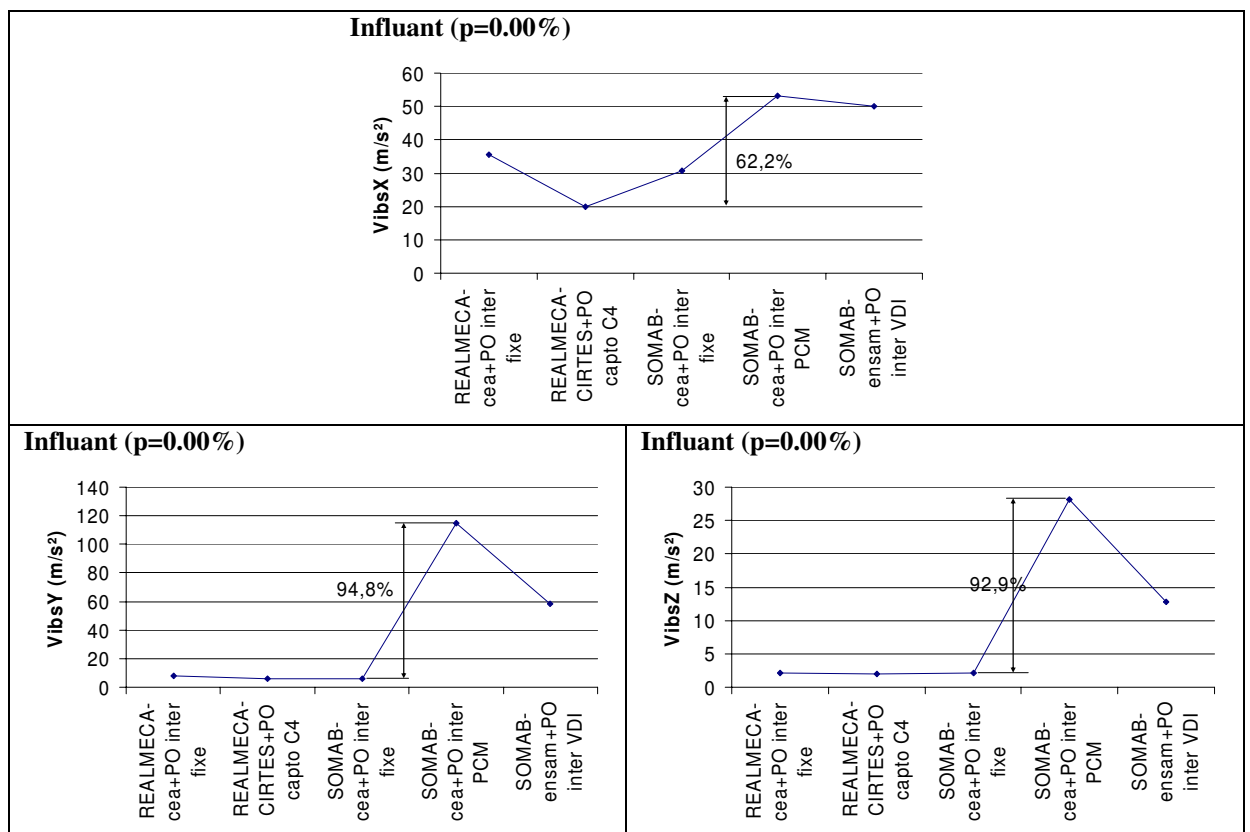 Influant (p=0.00%)
60
50
40
30
20
10
0
VibsX (m/s²)
62,2%
REALMECA-
cea+PO inter
fixe
REALMECA-
CIRTES+PO
capto C4
SOMAB-
cea+PO inter
fixe
SOMAB-
cea+PO inter
PCM
SOMAB-
ensam+PO
inter VDI
Influant (p=0.00%)
140
120
100
80
60
40
20
0
VibsY (m/s²)
94,8%
REALMECA-
cea+PO inter
fixe
REALMECA-
CIRTES+PO
capto C4
SOMAB-
cea+PO inter
fixe
SOMAB-
cea+PO inter
PCM
SOMAB-
ensam+PO
inter VDI
Influant (p=0.00%)
30
25
20
15
10
5
0
VibsZ (m/s²)
92,9%
REALMECA-
cea+PO inter
fixe
REALMECA-
CIRTES+PO
capto C4
SOMAB-
cea+PO inter
fixe
SOMAB-
cea+PO inter
PCM
SOMAB-
ensam+PO
inter VDI